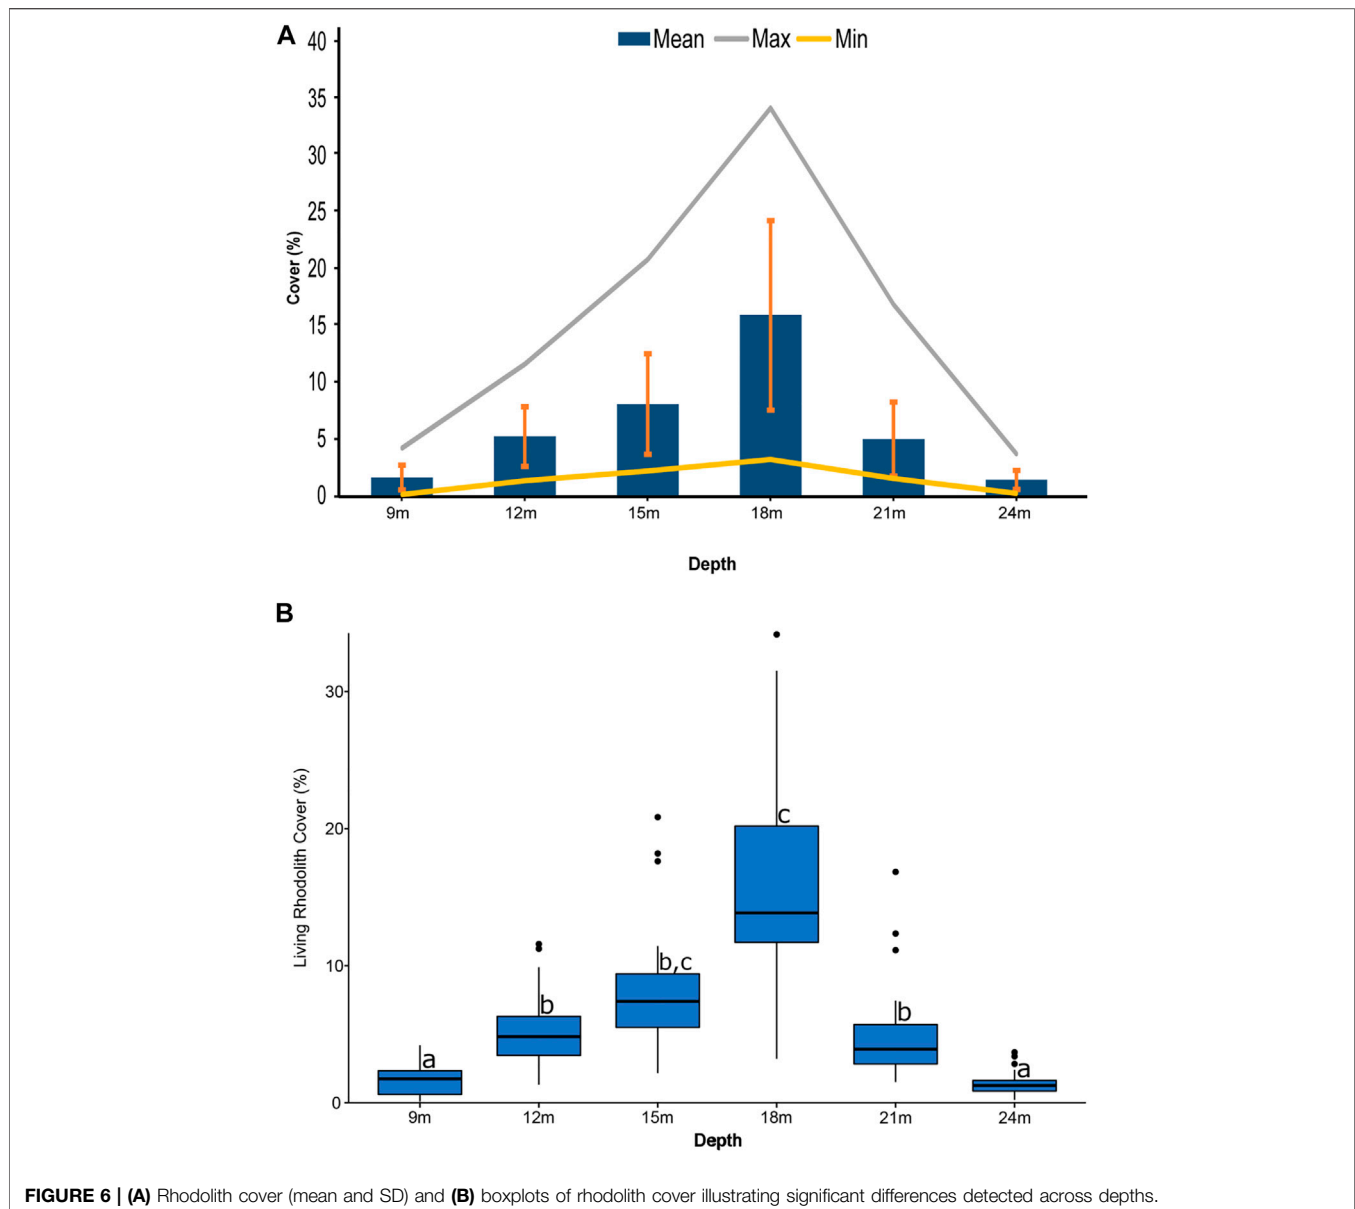 A
Mean Max Min
40
35
30
25
20
15
10
5
0
Cover (%)
9m 12m 15m 18m 21m 24m
Depth
B
30
20
10
0
Living Rhodolith Cover (%)
a b b,c c b a
9m 12m 15m 18m 21m 24m
Depth
FIGURE 6 | (A) Rhodolith cover (mean and SD) and (B) boxplots of rhodolith cover illustrating significant differences detected across depths.